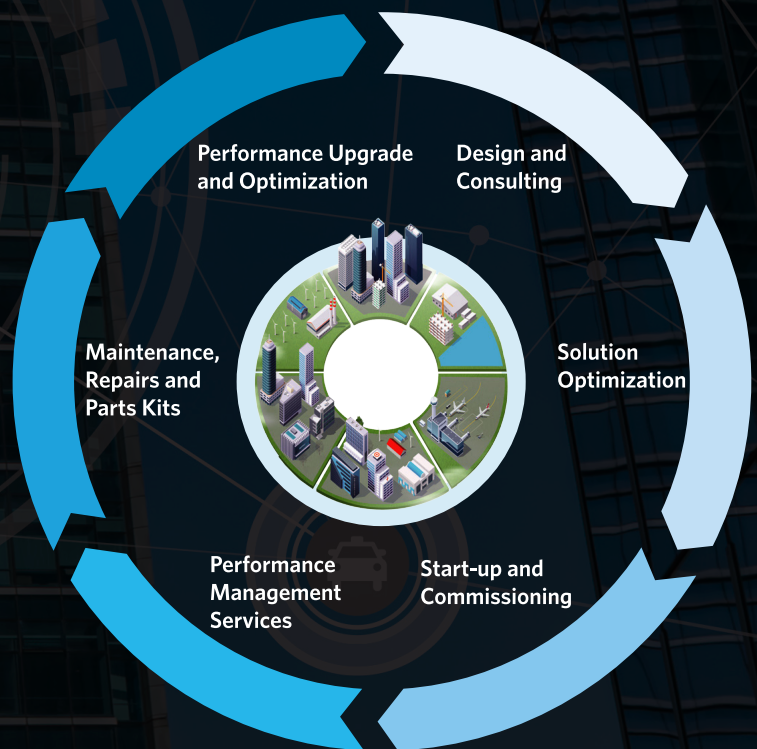 Performance Upgrade
and Optimization
Design and
Consulting
Maintenance,
Repairs and
Parts Kits
Solution
Optimization
Performance
Management
Services
Start-up and
Commissioning